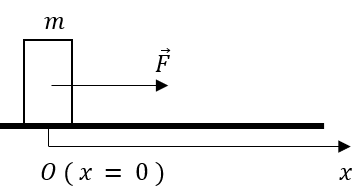 m
F⃗
O ( x = 0 ) x